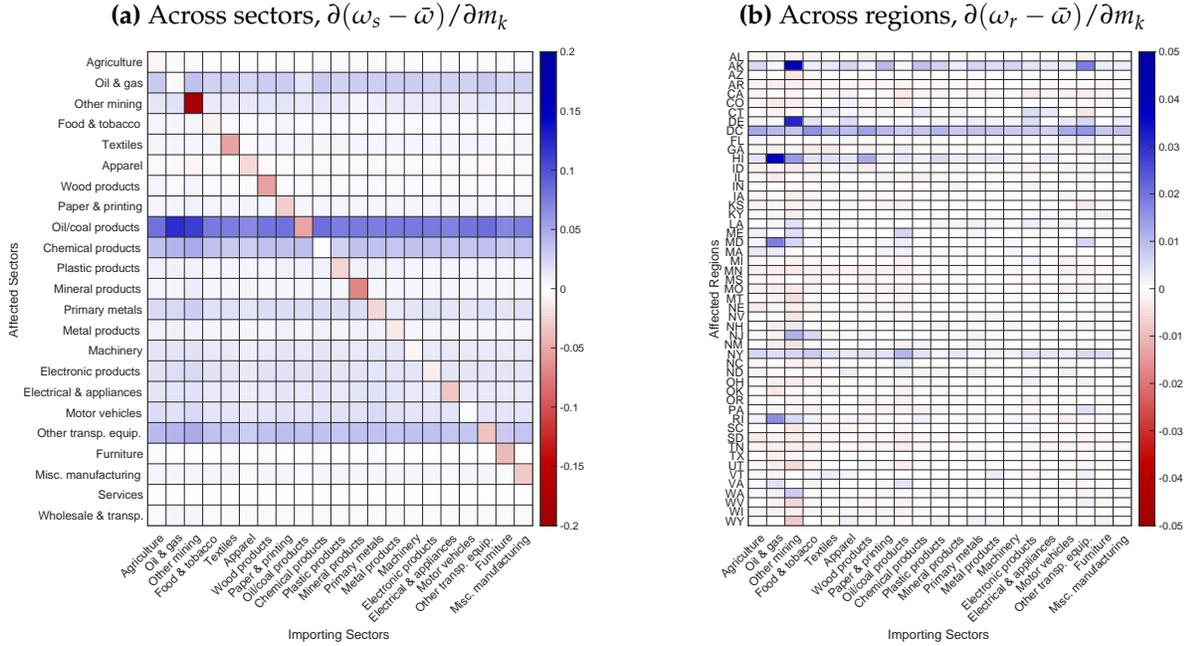 (a) Across sectors, ∂(ω_s − ω̄)/∂m_k
Affected Sectors
Agriculture
Oil & gas
Other mining
Food & tobacco
Textiles
Apparel
Wood products
Paper & printing
Oil/coal products
Chemical products
Plastic products
Mineral products
Primary metals
Metal products
Machinery
Electronic products
Electrical & appliances
Motor vehicles
Other transp. equip.
Furniture
Misc. manufacturing
Services
Wholesale & transp.
Agriculture
Oil & gas
Other mining
Food & tobacco
Textiles
Apparel
Wood products
Paper & printing
Oil/coal products
Chemical products
Plastic products
Mineral products
Primary metals
Metal products
Machinery
Electronic products
Electrical & appliances
Motor vehicles
Other transp. equip.
Furniture
Misc. manufacturing
Importing Sectors
0.2
0.15
0.1
0.05
0
-0.05
-0.1
-0.15
-0.2
(b) Across regions, ∂(ω_r − ω̄)/∂m_k
Affected Regions
AL
AK
AZ
AR
CA
CO
CT
DE
DC
FL
GA
HI
ID
IL
IN
IA
KS
KY
LA
ME
MD
MA
MI
MN
MS
MO
MT
NE
NV
NH
NJ
NM
NY
NC
ND
OH
OK
OR
PA
RI
SC
SD
TN
TX
UT
VT
VA
WA
WV
WI
WY
Agriculture
Oil & gas
Other mining
Food & tobacco
Textiles
Apparel
Wood products
Paper & printing
Oil/coal products
Chemical products
Plastic products
Mineral products
Primary metals
Metal products
Machinery
Electronic products
Electrical & appliances
Motor vehicles
Other transp. equip.
Furniture
Misc. manufacturing
Importing Sectors
0.05
0.04
0.03
0.02
0.01
0
-0.01
-0.02
-0.03
-0.04
-0.05